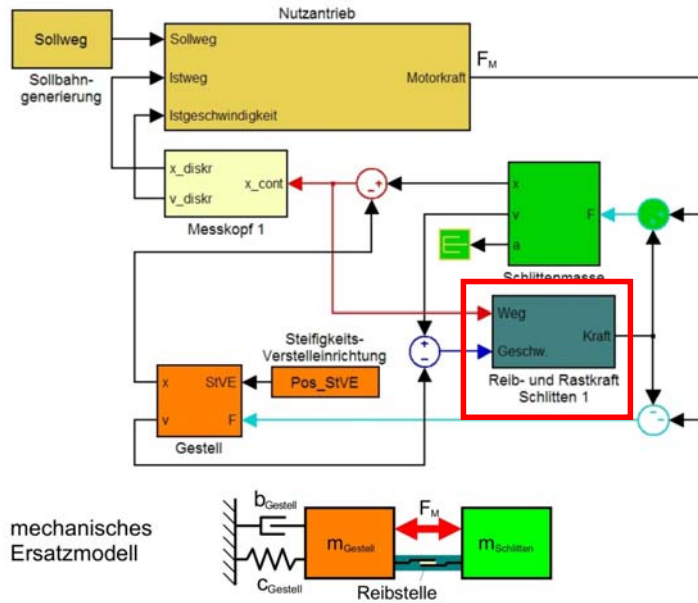 Nutzantrieb
Sollweg
Sollbahn-
generierung
Sollweg
Istweg
Istgeschwindigkeit
Motorkraft
F_M
x_diskr
v_diskr
x_cont
Messkopf 1
x
v
a
F
Schlittenmasse
Weg
Geschw.
Kraft
Reib- und Rastkraft
Schlitten 1
Steifigkeits-
Verstelleinrichtung
Pos_StVE
x
v
StVE
F
Gestell
mechanisches
Ersatzmodell
b_Gestell
c_Gestell
m_Gestell
F_M
m_Schlitten
Reibstelle